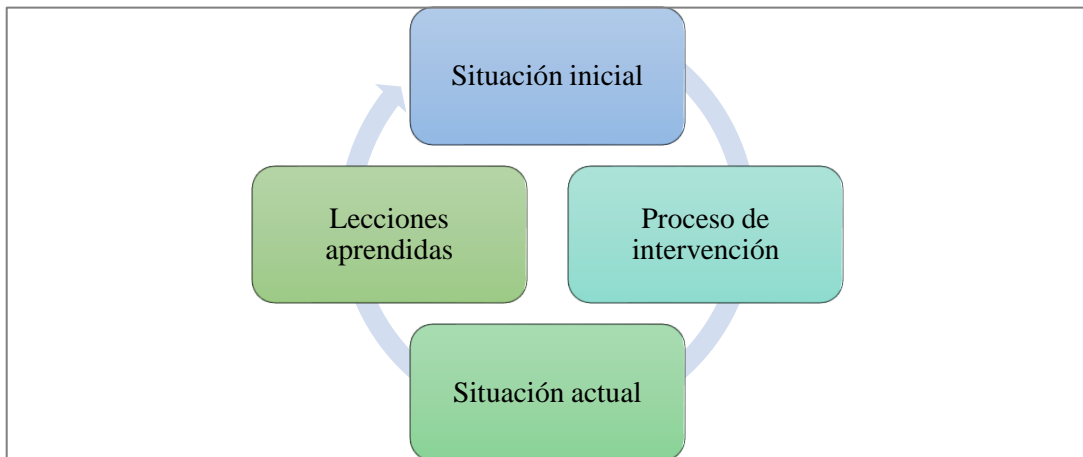 Situación inicial
Proceso de
intervención
Situación actual
Lecciones
aprendidas